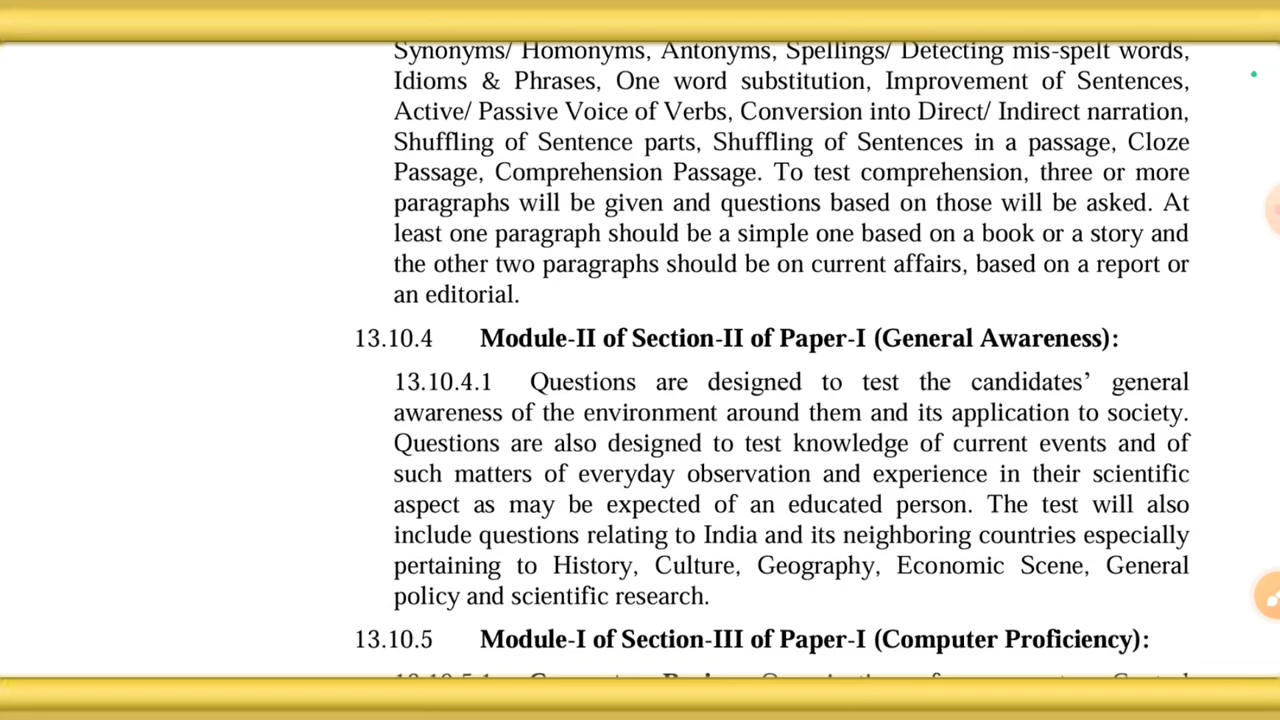 Synonyms/ Homonyms, Antonyms, Spellings/ Detecting mis-spelt words,
Idioms & Phrases, One word substitution, Improvement of Sentences,
Active/ Passive Voice of Verbs, Conversion into Direct/ Indirect narration,
Shuffling of Sentence parts, Shuffling of Sentences in a passage, Cloze
Passage, Comprehension Passage. To test comprehension, three or more
paragraphs will be given and questions based on those will be asked. At
least one paragraph should be a simple one based on a book or a story and
the other two paragraphs should be on current affairs, based on a report or
an editorial.
13.10.4 Module-II of Section-II of Paper-I (General Awareness):
13.10.4.1 Questions are designed to test the candidates’ general
awareness of the environment around them and its application to society.
Questions are also designed to test knowledge of current events and of
such matters of everyday observation and experience in their scientific
aspect as may be expected of an educated person. The test will also
include questions relating to India and its neighboring countries especially
pertaining to History, Culture, Geography, Economic Scene, General
policy and scientific research.
13.10.5 Module-I of Section-III of Paper-I (Computer Proficiency):